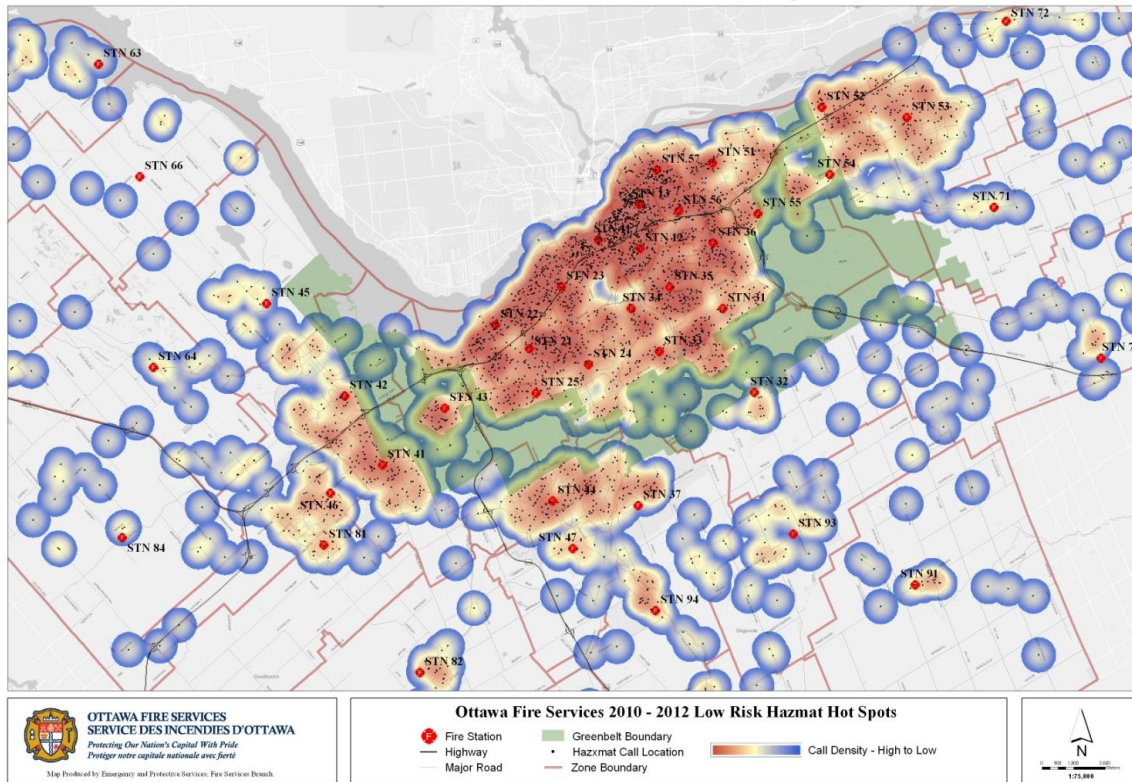 STN 72
STN 63
STN 52
STN 53
STN 51
STN 57
STN 54
STN 66
STN 13
STN 56
STN 55
STN 71
STN 12
STN 36
STN 23
STN 35
STN 45
STN 34
STN 31
STN 22
STN 21
STN 33
STN 64
STN 24
STN 42
STN 25
STN 32
STN 43
STN 41
STN 44
STN 37
STN 46
STN 93
STN 84
STN 81
STN 47
STN 91
STN 94
STN 82
OTTAWA FIRE SERVICES
SERVICE DES INCENDIES D'OTTAWA
Protecting Our Nation's Capital With Pride
Protéger notre capitale nationale avec fierté
Map Produced by Emergency and Protective Services, Fire Services Branch
Ottawa Fire Services 2010 - 2012 Low Risk Hazmat Hot Spots
F Fire Station
Highway
Major Road
Greenbelt Boundary
Hazxmat Call Location
Zone Boundary
Call Density - High to Low
N
1:75,000